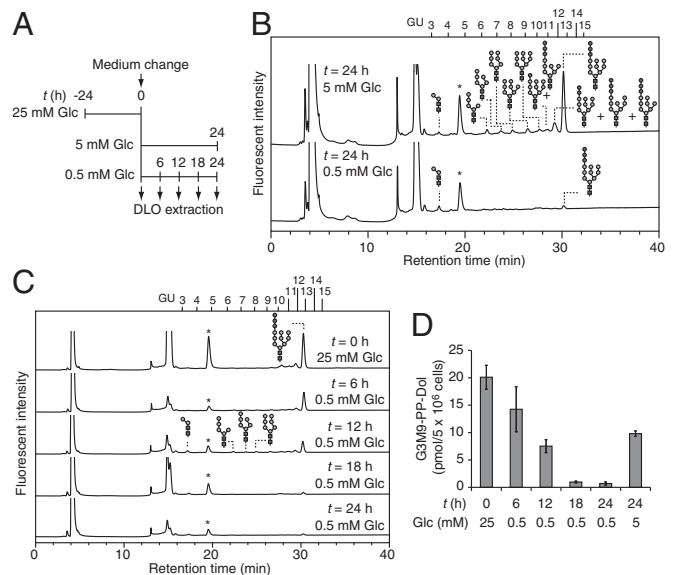 A
Medium change
t (h) -24 0
25 mM Glc
24
5 mM Glc
6 12 18 24
0.5 mM Glc
DLO extraction
B
GU 3 4 5 6 7 8 9 10 11 12 13 14 15
Fluorescent intensity
t = 24 h
5 mM Glc
*
+
+ +
t = 24 h
0.5 mM Glc
*
0 10 20 30 40
Retention time (min)
C
GU 3 4 5 6 7 8 9 10 11 12 13 14 15
Fluorescent intensity
*
t = 0 h
25 mM Glc
*
t = 6 h
0.5 mM Glc
*
t = 12 h
0.5 mM Glc
*
t = 18 h
0.5 mM Glc
*
t = 24 h
0.5 mM Glc
0 10 20 30 40
Retention time (min)
D
G3M9-PP-Dol
(pmol/5 x 10⁶ cells)
25
20
15
10
5
0
t (h) 0 6 12 18 24 24
Glc (mM) 25 0.5 0.5 0.5 0.5 5